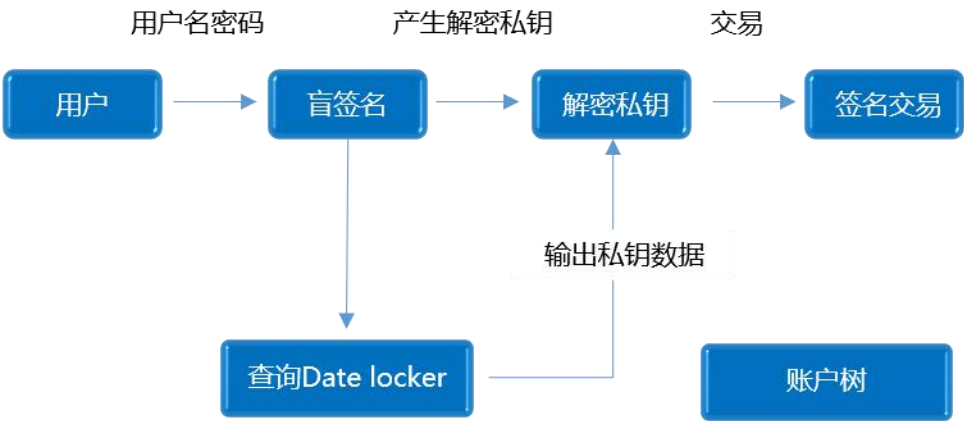 用户名密码
产生解密私钥
交易
用户
盲签名
解密私钥
签名交易
输出私钥数据
查询Date locker
账户树